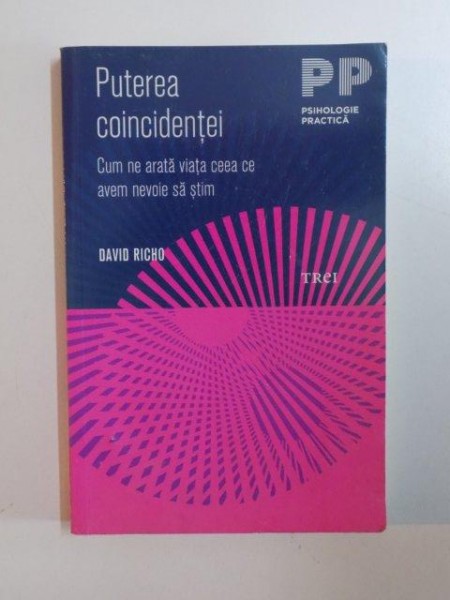 Puterea
coincidenței
Cum ne arată viața ceea ce
avem nevoie să știm
DAVID RICHO
PP
PSIHOLOGIE
PRACTICĂ
TREI